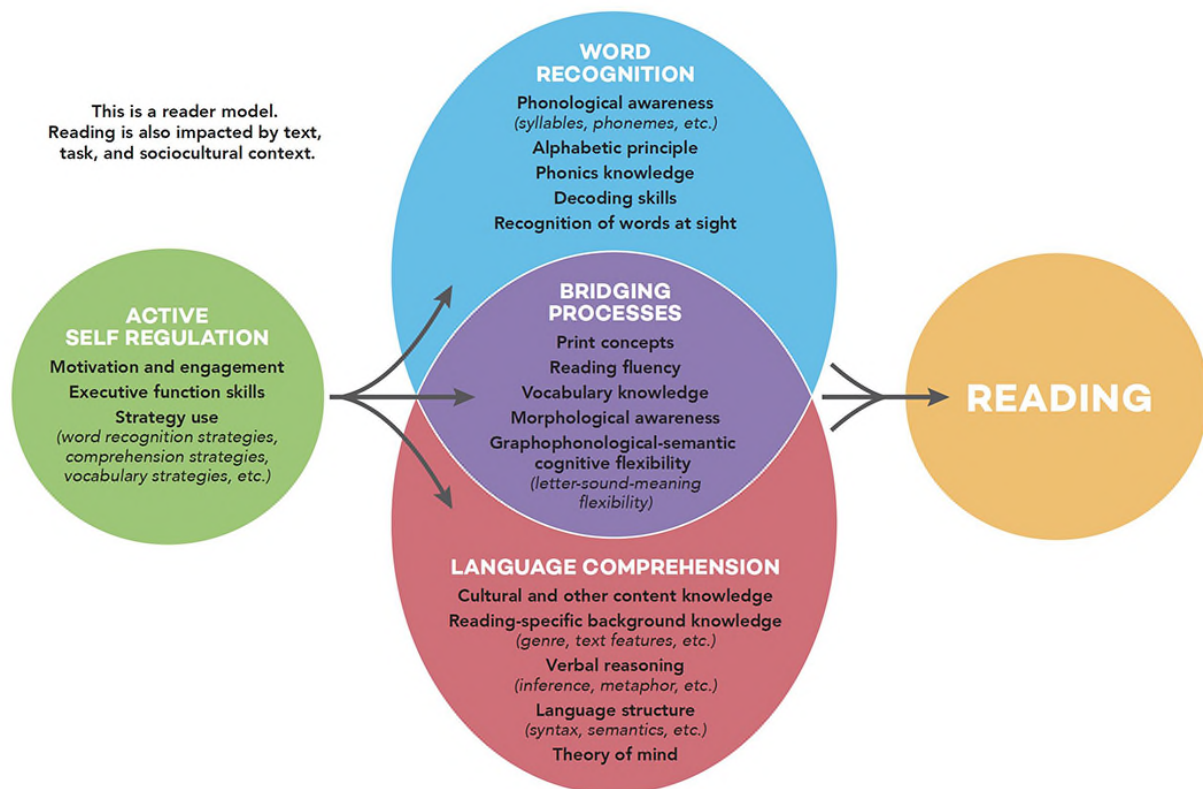 This is a reader model.
Reading is also impacted by text,
task, and sociocultural context.
WORD
RECOGNITION
Phonological awareness
(syllables, phonemes, etc.)
Alphabetic principle
Phonics knowledge
Decoding skills
Recognition of words at sight
ACTIVE
SELF REGULATION
Motivation and engagement
Executive function skills
Strategy use
(word recognition strategies,
comprehension strategies,
vocabulary strategies, etc.)
BRIDGING
PROCESSES
Print concepts
Reading fluency
Vocabulary knowledge
Morphological awareness
Graphophonological-semantic
cognitive flexibility
(letter-sound-meaning
flexibility)
LANGUAGE COMPREHENSION
Cultural and other content knowledge
Reading-specific background knowledge
(genre, text features, etc.)
Verbal reasoning
(inference, metaphor, etc.)
Language structure
(syntax, semantics, etc.)
Theory of mind
READING